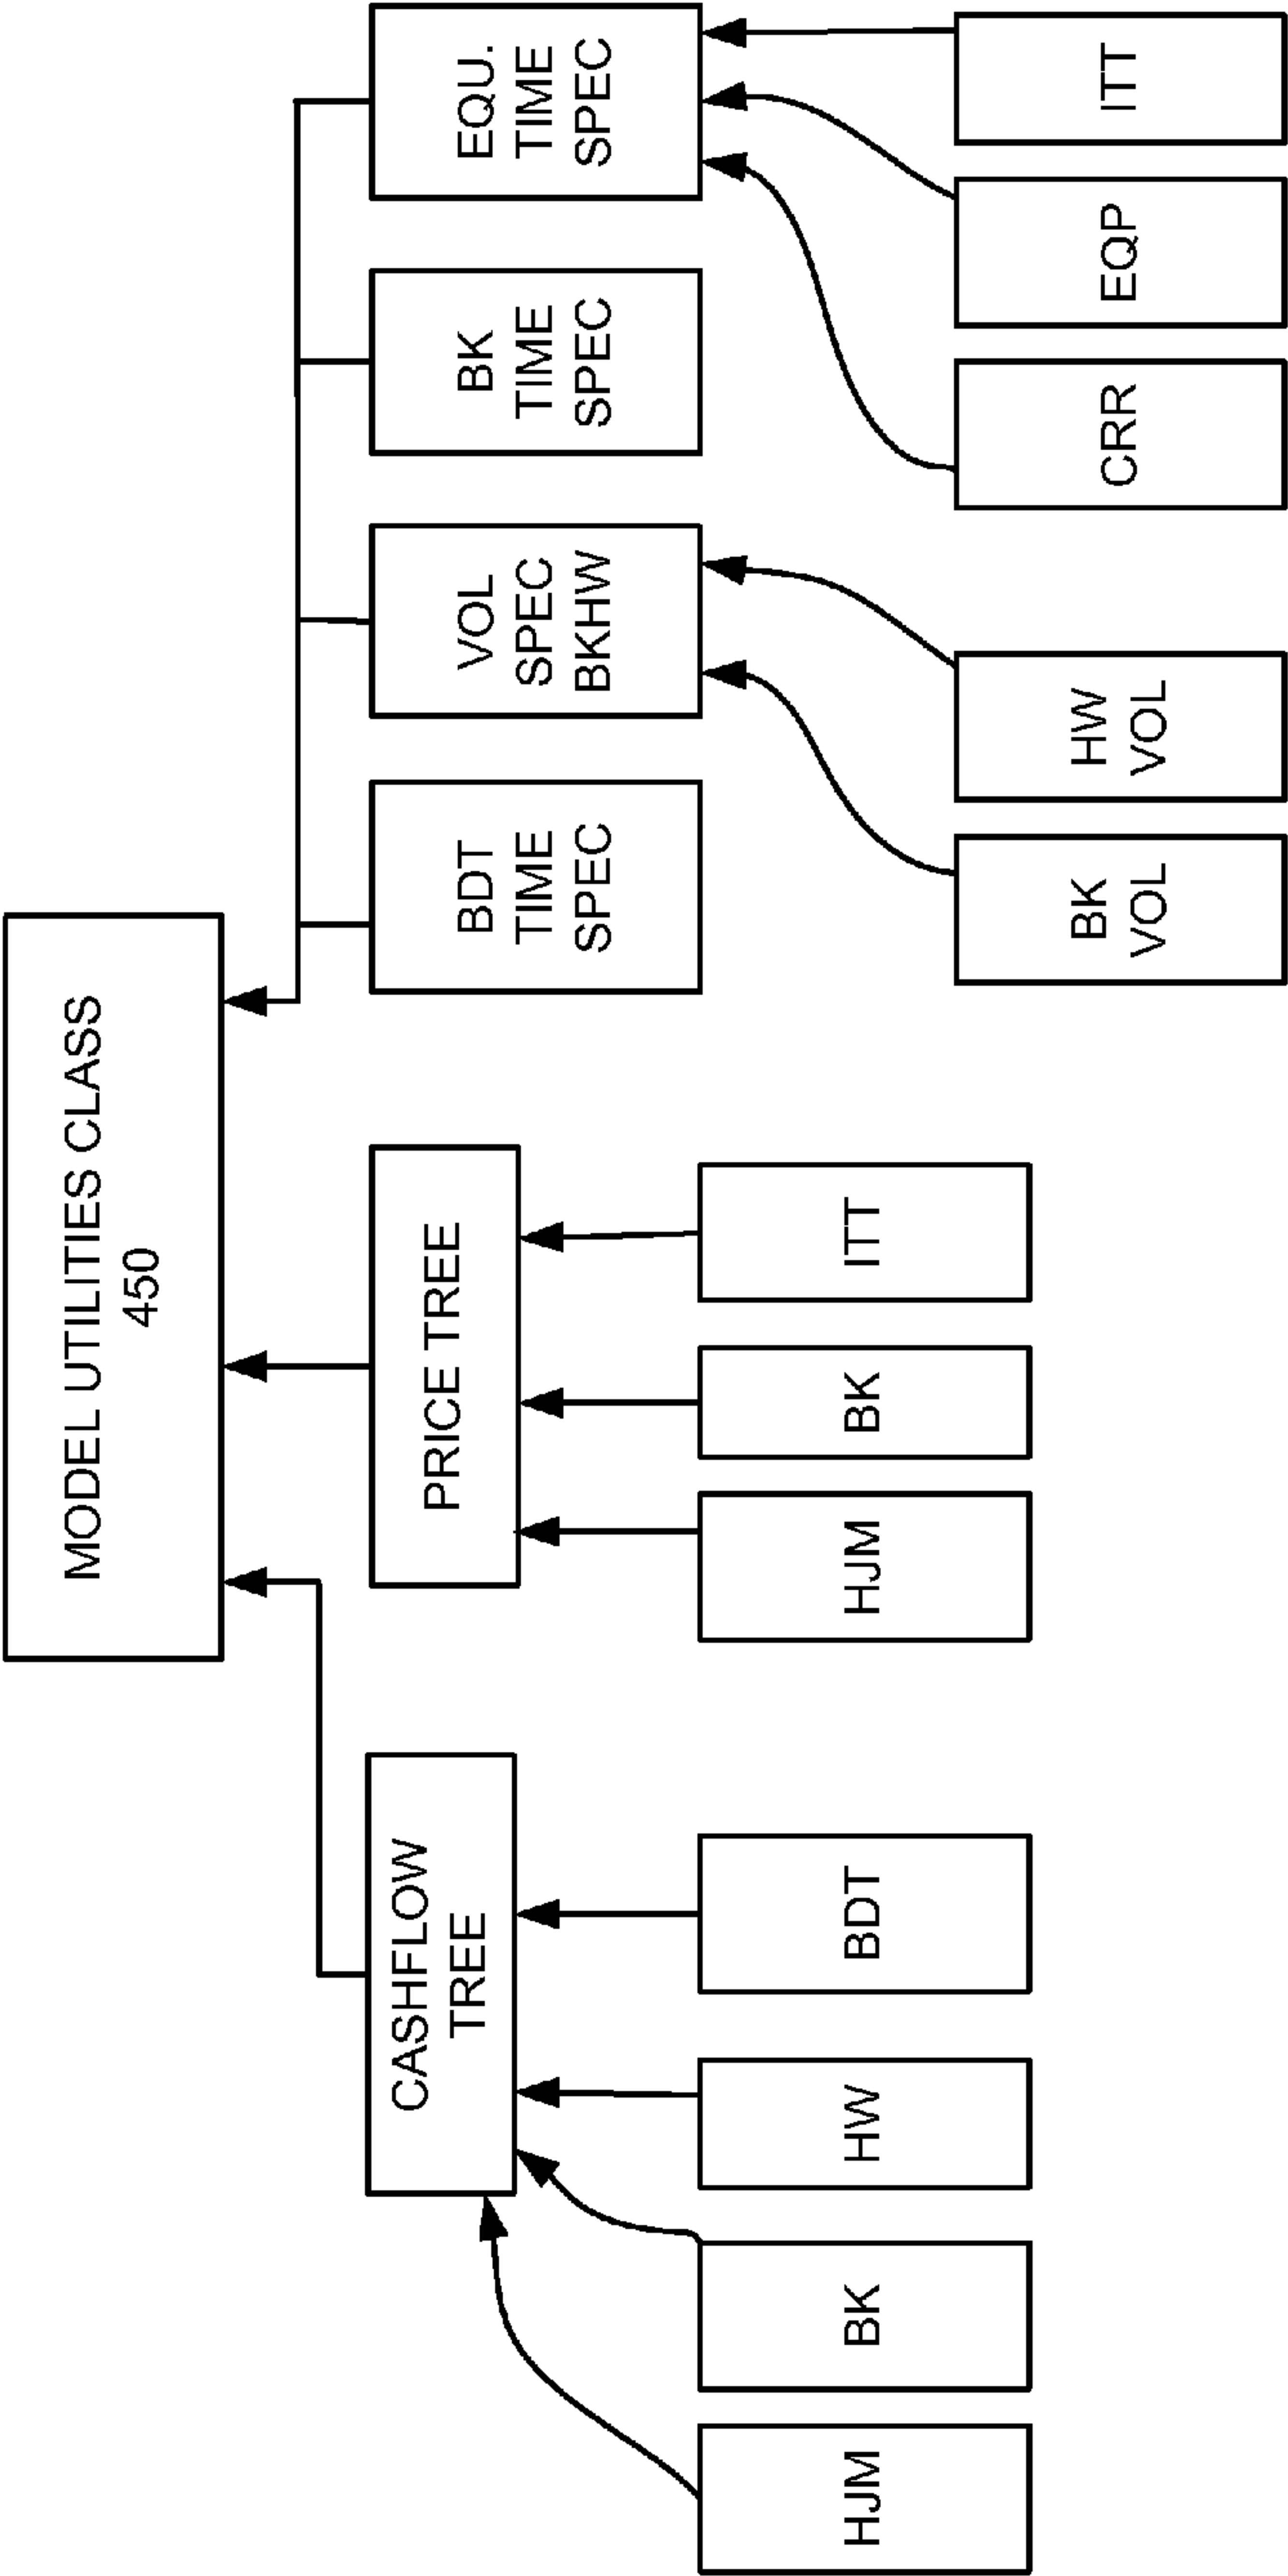 MODEL UTILITIES CLASS
450
CASHFLOW
TREE
PRICE TREE
BDT
TIME
SPEC
VOL
SPEC
BKHW
BK
TIME
SPEC
EQU.
TIME
SPEC
HJM
BK
HW
BDT
HJM
BK
ITT
BK
VOL
HW
VOL
CRR
EQP
ITT